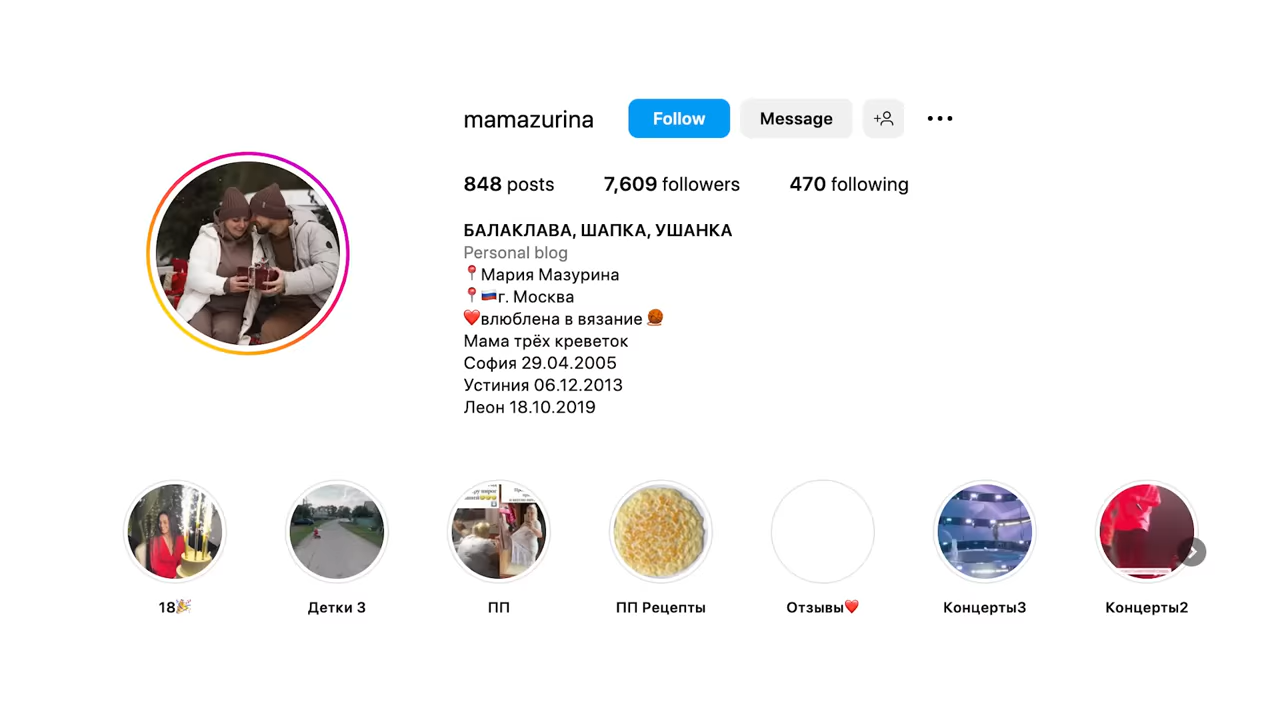 mamazurina Follow Message
848 posts 7,609 followers 470 following
БАЛАКЛАВА, ШАПКА, УШАНКА
Personal blog
📍Мария Мазурина
📍🇷🇺г. Москва
❤️влюблена в вязание 🧶
Мама трёх креветок
София 29.04.2005
Устиния 06.12.2013
Леон 18.10.2019
18🎉 Детки 3 ПП ПП Рецепты Отзывы❤️ Концерты3 Концерты2